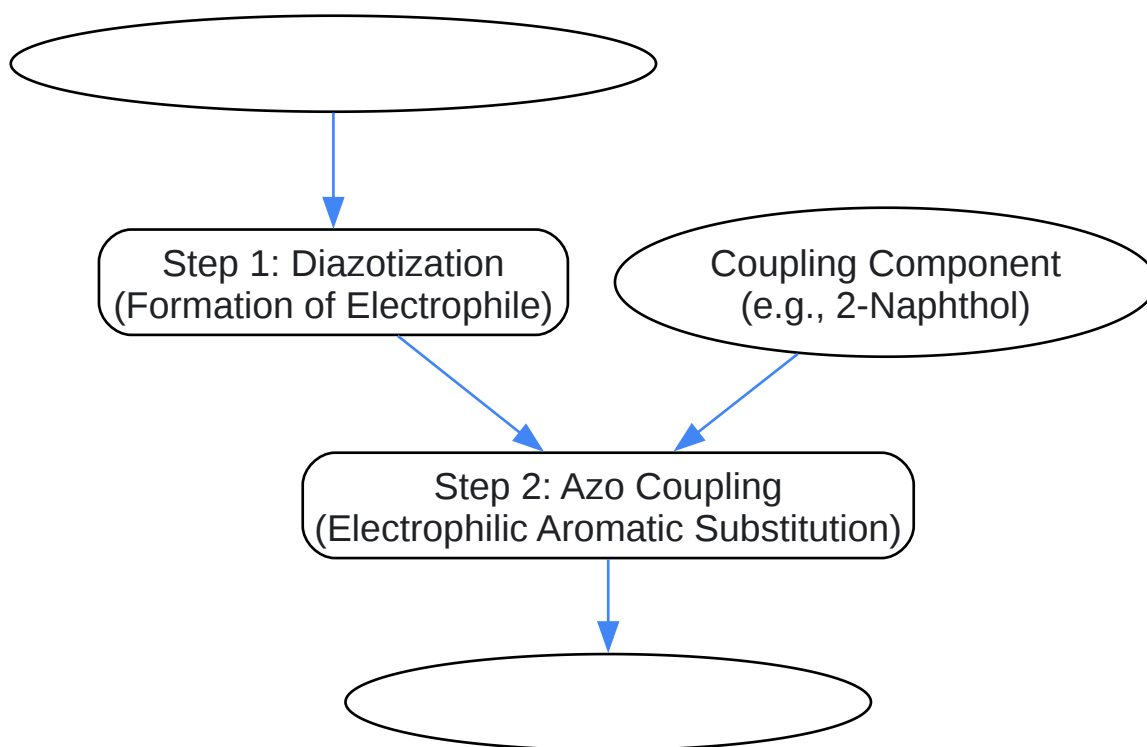 Step 1: Diazotization
(Formation of Electrophile)
Coupling Component
(e.g., 2-Naphthol)
Step 2: Azo Coupling
(Electrophilic Aromatic Substitution)